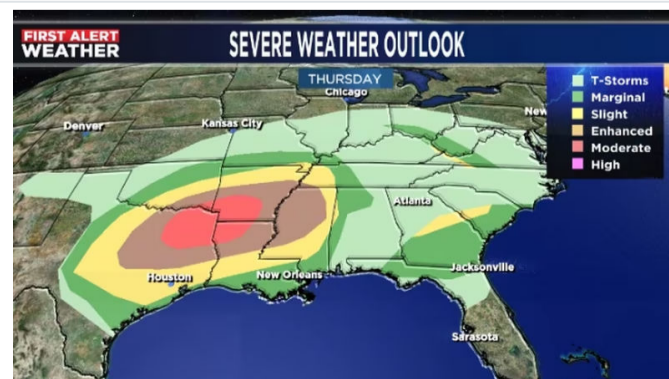 FIRST ALERT
WEATHER
SEVERE WEATHER OUTLOOK
THURSDAY
Chicago
New
Denver
Kansas City
Atlanta
Houston
New Orleans
Jacksonville
Sarasota
T-Storms
Marginal
Slight
Enhanced
Moderate
High